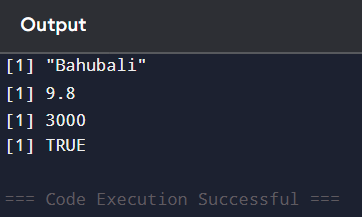 Output
[1] "Bahubali"
[1] 9.8
[1] 3000
[1] TRUE
=== Code Execution Successful ===